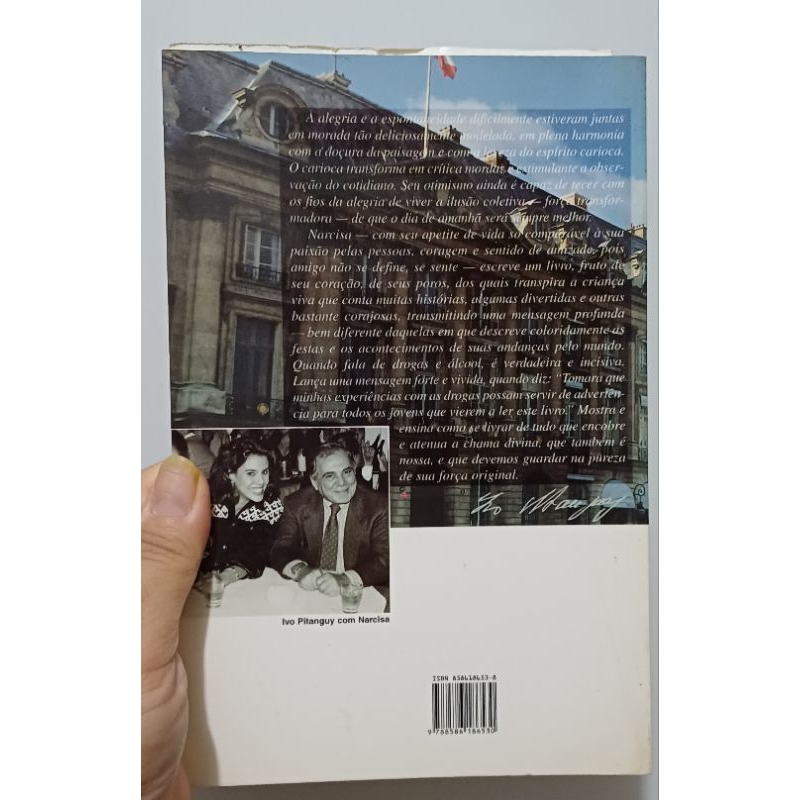 A alegria e a espontaneidade dificilmente estiveram juntas
em morada tão deliciosamente modelada, em plena harmonia
com a doçura da paisagem e com a leveza do espírito carioca.
O carioca transforma em crítica mordaz e estimulante a obser-
vação do cotidiano. Seu otimismo ainda é capaz de tecer com
os fios da alegria de viver a ilusão coletiva — força transfor-
madora — de que o dia de amanhã será sempre melhor.
Narcisa — com seu apetite de vida só comparável à sua
paixão pelas pessoas, coragem e sentido de amizade, pois
amigo não se define, se sente — escreve um livro, fruto de
seu coração, de seus poros, dos quais transpira a criança
viva que conta muitas histórias, algumas divertidas e outras
bastante corajosas, transmitindo uma mensagem profunda
— bem diferente daquelas em que descreve coloridamente as
festas e os acontecimentos de suas andanças pelo mundo.
Quando fala de drogas e álcool, é verdadeira e incisiva.
Lança uma mensagem forte e vivida, quando diz: "Tomara que
minhas experiências com as drogas possam servir de advertên-
cia para todos os jovens que vierem a ler este livro." Mostra e
ensina como se livrar de tudo que encobre
e atenua a chama divina, que também é
nossa, e que devemos guardar na pureza
de sua força original.
Ivo Pitanguy com Narcisa
ISBN 858618653-8
9 788586 186530